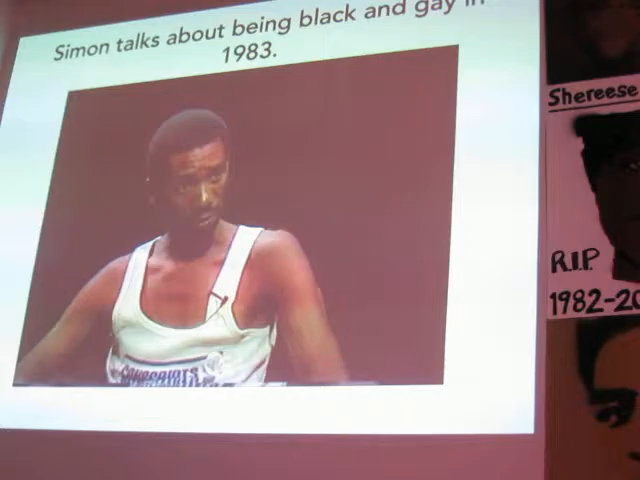 Simon talks about being black and gay in
1983.
Shereese
R.I.P
1982-20